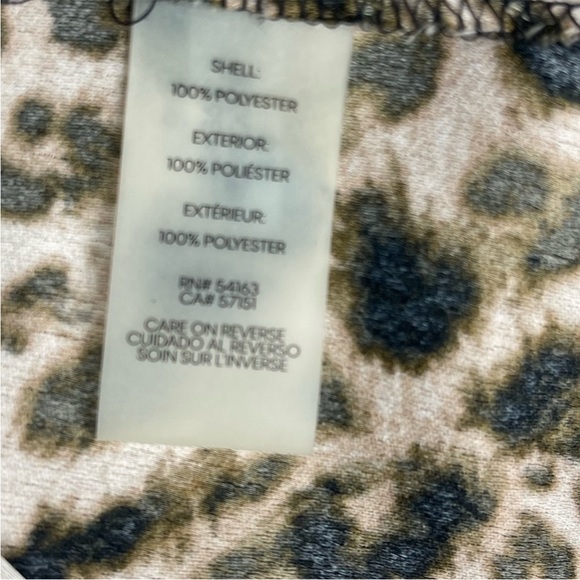 SHELL:
100% POLYESTER
EXTERIOR:
100% POLIÉSTER
EXTÉRIEUR:
100% POLYESTER
RN# 54163
CA# 57151
CARE ON REVERSE
CUIDADO AL REVERSO
SOIN SUR L'INVERSE